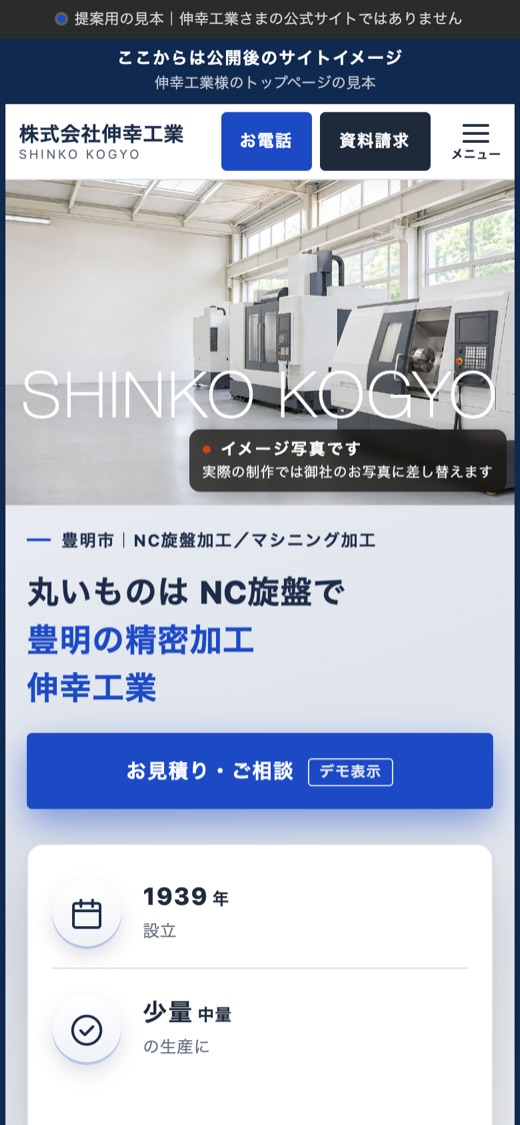 提案用の見本｜伸幸工業さまの公式サイトではありません
ここからは公開後のサイトイメージ
伸幸工業様のトップページの見本
株式会社伸幸工業
SHINKO KOGYO
お電話
資料請求
メニュー
SHINKO KOGYO
イメージ写真です
実際の制作では御社のお写真に差し替えます
豊明市｜NC旋盤加工／マシニング加工
丸いものは NC旋盤で
豊明の精密加工
伸幸工業
お見積り・ご相談 デモ表示
1939 年
設立
少量 中量
の生産に